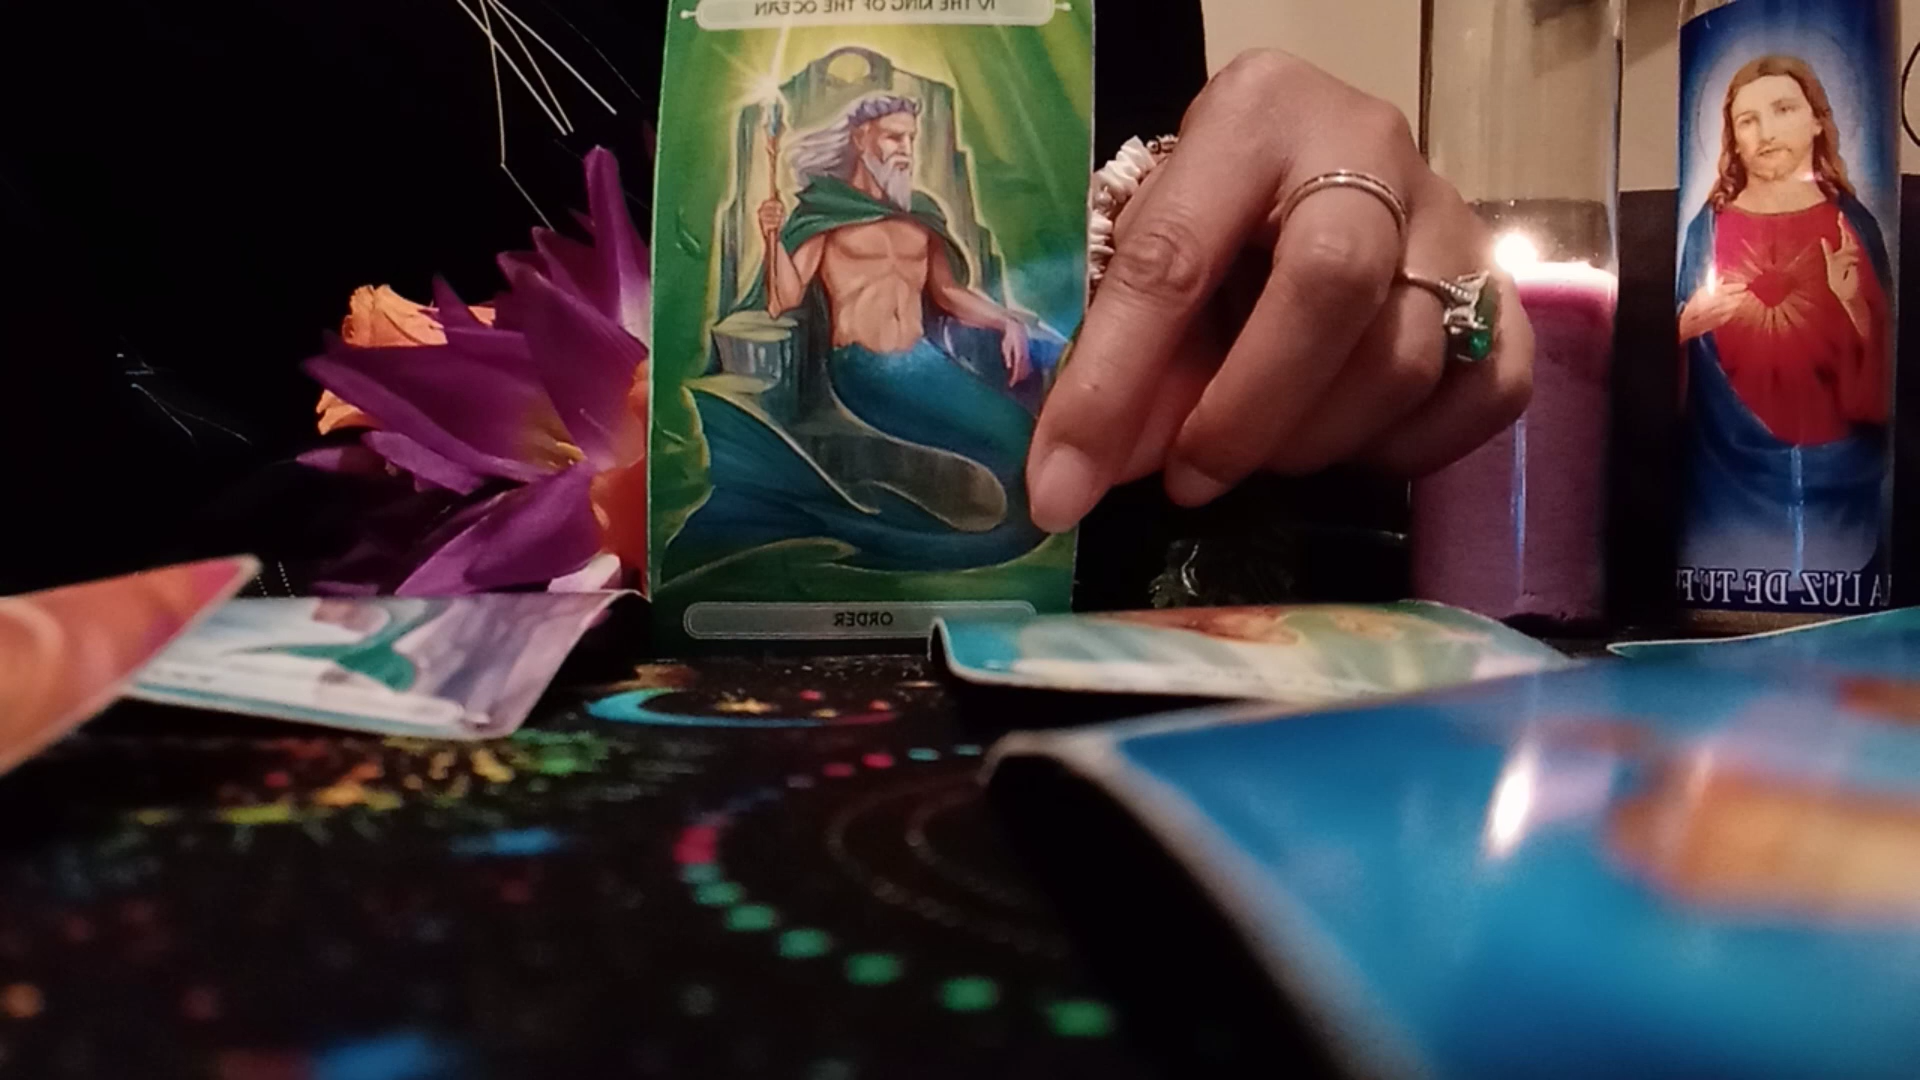 IV THE KING OF THE OCEAN
ORDER
LA LUZ DE TU